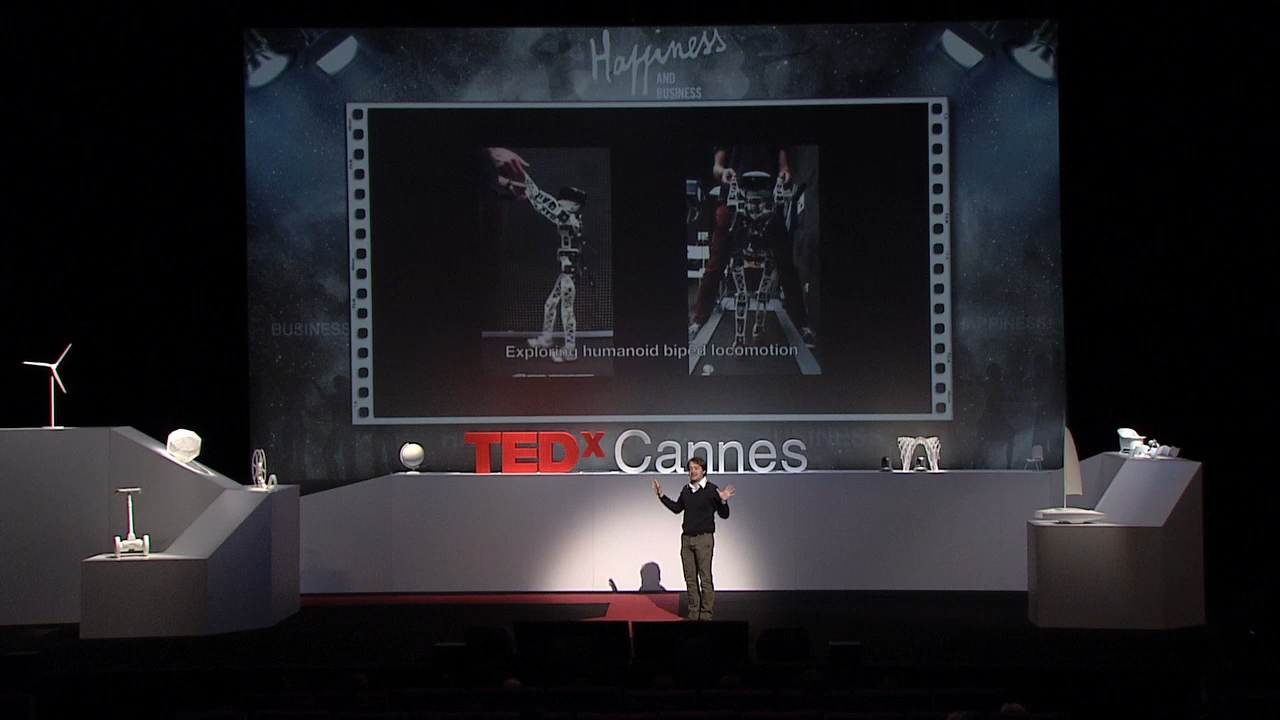 Happiness
AND
BUSINESS
BUSINESS
HAPPINESS
Exploring humanoid biped locomotion
TEDx Cannes